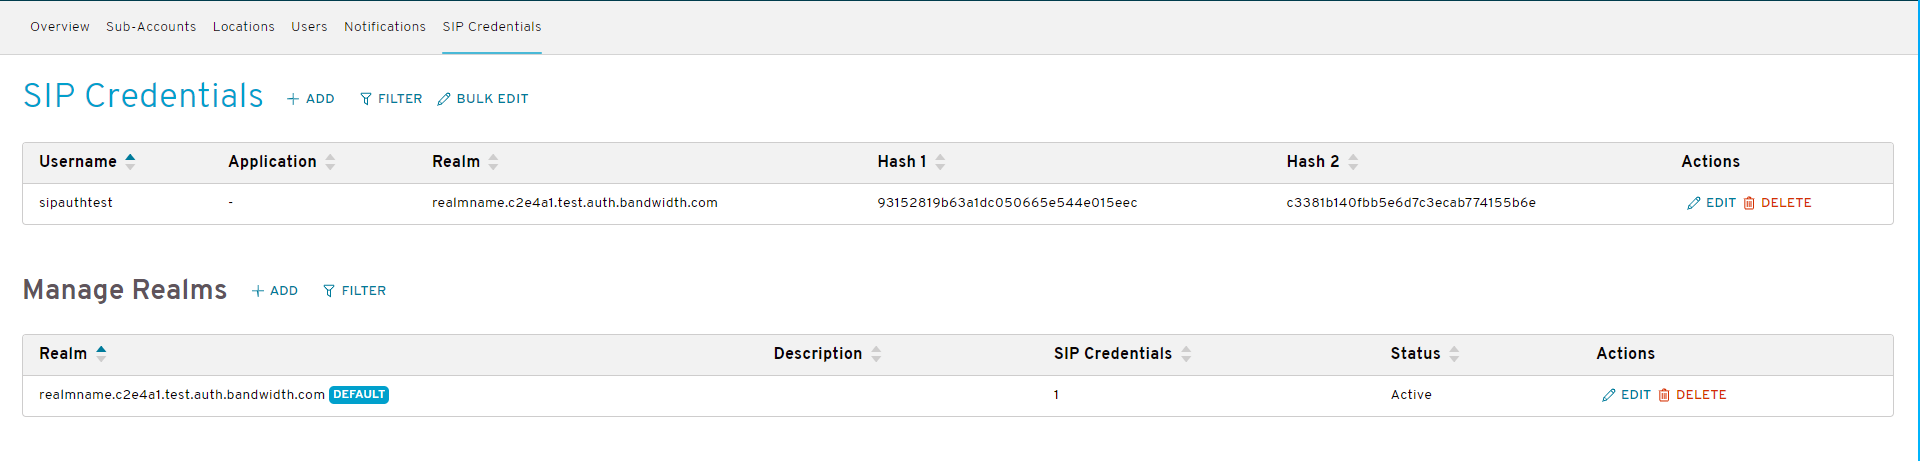 Overview Sub-Accounts Locations Users Notifications SIP Credentials
SIP Credentials + ADD FILTER BULK EDIT
Username Application Realm Hash 1 Hash 2 Actions
sipauthtest - realmname.c2e4a1.test.auth.bandwidth.com 93152819b63a1dc050665e544e015eec c3381b140fbb5e6d7c3ecab774155b6e EDIT DELETE
Manage Realms + ADD FILTER
Realm Description SIP Credentials Status Actions
realmname.c2e4a1.test.auth.bandwidth.com DEFAULT 1 Active EDIT DELETE